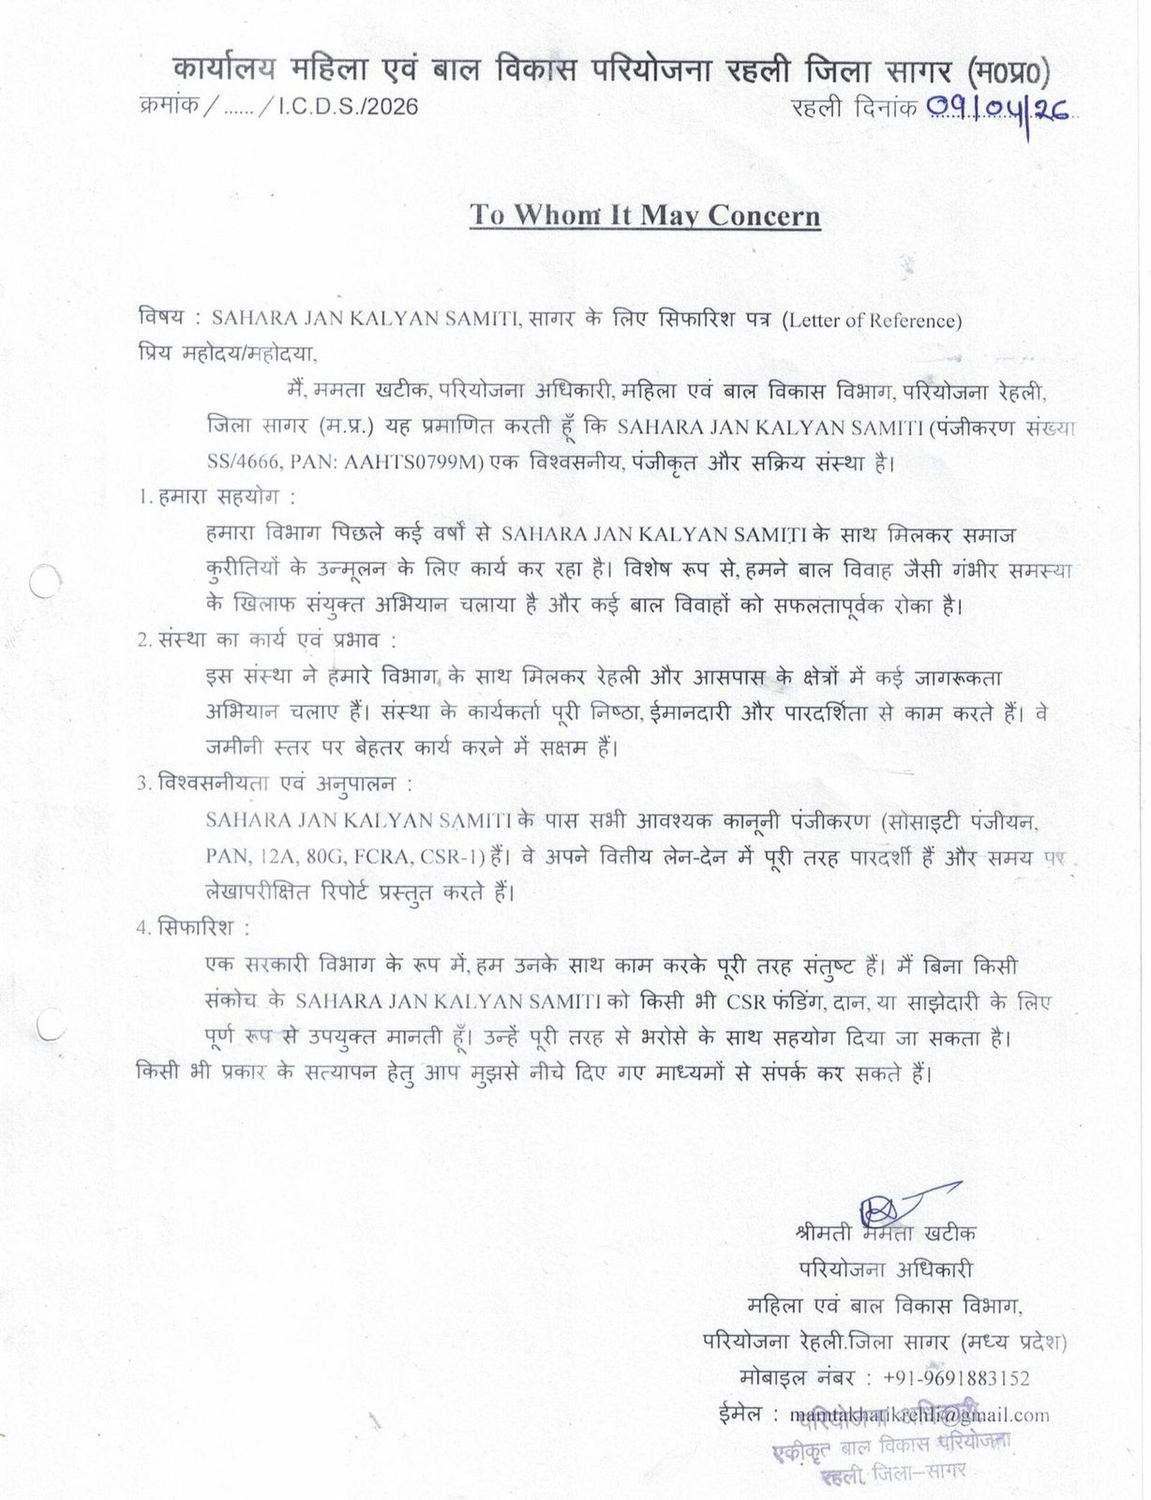 कार्यालय महिला एवं बाल विकास परियोजना रहली जिला सागर (म0प्र0)
क्रमांक / ...... / I.C.D.S./2026 रहली दिनांक 09/04/26
To Whom It May Concern
विषय : SAHARA JAN KALYAN SAMITI, सागर के लिए सिफारिश पत्र (Letter of Reference)
प्रिय महोदय/महोदया,
मैं, ममता खटीक, परियोजना अधिकारी, महिला एवं बाल विकास विभाग, परियोजना रेहली,
जिला सागर (म.प्र.) यह प्रमाणित करती हूँ कि SAHARA JAN KALYAN SAMITI (पंजीकरण संख्या
SS/4666, PAN: AAHTS0799M) एक विश्वसनीय, पंजीकृत और सक्रिय संस्था है।
1. हमारा सहयोग :
हमारा विभाग पिछले कई वर्षों से SAHARA JAN KALYAN SAMITI के साथ मिलकर समाज
कुरीतियों के उन्मूलन के लिए कार्य कर रहा है। विशेष रूप से, हमने बाल विवाह जैसी गंभीर समस्या
के खिलाफ संयुक्त अभियान चलाया है और कई बाल विवाहों को सफलतापूर्वक रोका है।
2. संस्था का कार्य एवं प्रभाव :
इस संस्था ने हमारे विभाग के साथ मिलकर रेहली और आसपास के क्षेत्रों में कई जागरूकता
अभियान चलाए हैं। संस्था के कार्यकर्ता पूरी निष्ठा, ईमानदारी और पारदर्शिता से काम करते हैं। वे
जमीनी स्तर पर बेहतर कार्य करने में सक्षम हैं।
3. विश्वसनीयता एवं अनुपालन :
SAHARA JAN KALYAN SAMITI के पास सभी आवश्यक कानूनी पंजीकरण (सोसाइटी पंजीयन,
PAN, 12A, 80G, FCRA, CSR-1) हैं। वे अपने वित्तीय लेन-देन में पूरी तरह पारदर्शी हैं और समय पर
लेखापरीक्षित रिपोर्ट प्रस्तुत करते हैं।
4. सिफारिश :
एक सरकारी विभाग के रूप में, हम उनके साथ काम करके पूरी तरह संतुष्ट हैं। मैं बिना किसी
संकोच के SAHARA JAN KALYAN SAMITI को किसी भी CSR फंडिंग, दान, या साझेदारी के लिए
पूर्ण रूप से उपयुक्त मानती हूँ। उन्हें पूरी तरह से भरोसे के साथ सहयोग दिया जा सकता है।
किसी भी प्रकार के सत्यापन हेतु आप मुझसे नीचे दिए गए माध्यमों से संपर्क कर सकते हैं।
श्रीमती ममता खटीक
परियोजना अधिकारी
महिला एवं बाल विकास विभाग,
परियोजना रेहली.जिला सागर (मध्य प्रदेश)
मोबाइल नंबर : +91-9691883152
ईमेल : mamtakhatikrehli@gmail.com
परियोजना अधिकारी
एकीकृत बाल विकास परियोजना
रहली, जिला–सागर